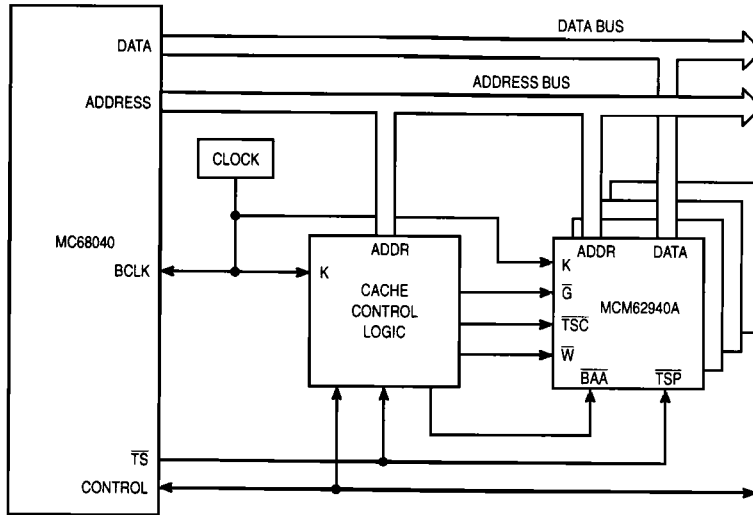 DATA BUS
DATA
ADDRESS BUS
ADDRESS
CLOCK
MC68040
BCLK
TS̅
CONTROL
ADDR
K
CACHE
CONTROL
LOGIC
ADDR DATA
K
G̅
TSC̅
W̅
MCM62940A
BAA̅ TSP̅